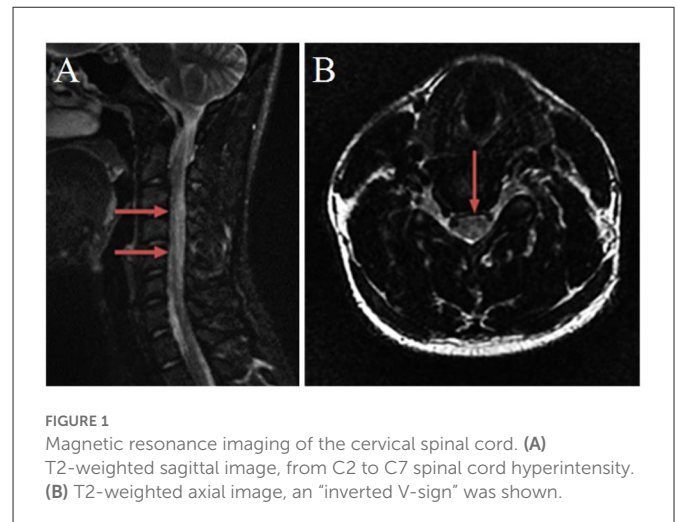 A
B
FIGURE 1
Magnetic resonance imaging of the cervical spinal cord. (A)
T2-weighted sagittal image, from C2 to C7 spinal cord hyperintensity.
(B) T2-weighted axial image, an “inverted V-sign” was shown.